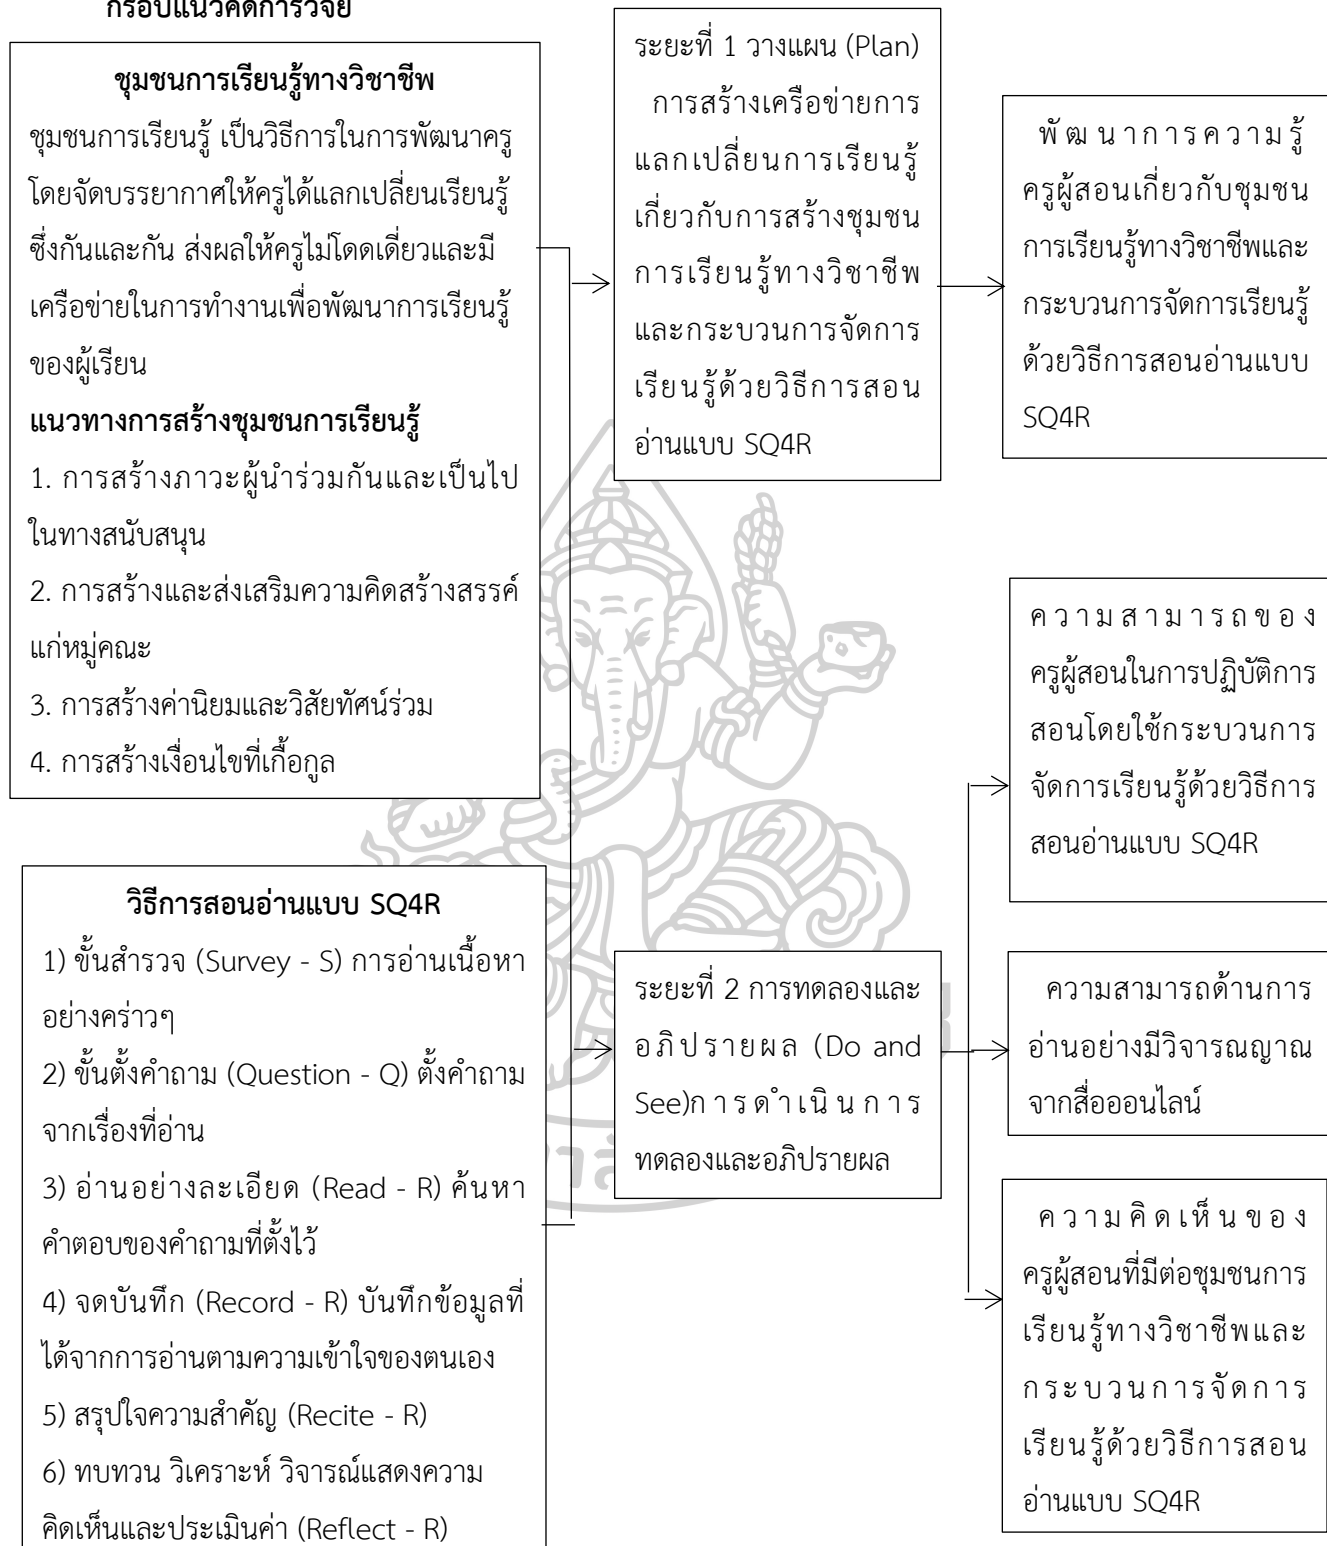 กรอบแนวคิดการวิจัย
ชุมชนการเรียนรู้ทางวิชาชีพ
ชุมชนการเรียนรู้ เป็นวิธีการในการพัฒนาครู
โดยจัดบรรยากาศให้ครูได้แลกเปลี่ยนเรียนรู้
ซึ่งกันและกัน ส่งผลให้ครูไม่โดดเดี่ยวและมี
เครือข่ายในการทำงานเพื่อพัฒนาการเรียนรู้
ของผู้เรียน
แนวทางการสร้างชุมชนการเรียนรู้
1. การสร้างภาวะผู้นำร่วมกันและเป็นไป
ในทางสนับสนุน
2. การสร้างและส่งเสริมความคิดสร้างสรรค์
แก่หมู่คณะ
3. การสร้างค่านิยมและวิสัยทัศน์ร่วม
4. การสร้างเงื่อนไขที่เกื้อกูล
วิธีการสอนอ่านแบบ SQ4R
1) ขั้นสำรวจ (Survey - S) การอ่านเนื้อหา
อย่างคร่าวๆ
2) ขั้นตั้งคำถาม (Question - Q) ตั้งคำถาม
จากเรื่องที่อ่าน
3) อ่านอย่างละเอียด (Read - R) ค้นหา
คำตอบของคำถามที่ตั้งไว้
4) จดบันทึก (Record - R) บันทึกข้อมูลที่
ได้จากการอ่านตามความเข้าใจของตนเอง
5) สรุปใจความสำคัญ (Recite - R)
6) ทบทวน วิเคราะห์ วิจารณ์แสดงความ
คิดเห็นและประเมินค่า (Reflect - R)
ระยะที่ 1 วางแผน (Plan)
การสร้างเครือข่ายการ
แลกเปลี่ยนการเรียนรู้
เกี่ยวกับการสร้างชุมชน
การเรียนรู้ทางวิชาชีพ
และกระบวนการจัดการ
เรียนรู้ด้วยวิธีการสอน
อ่านแบบ SQ4R
ระยะที่ 2 การทดลองและ
อภิปรายผล (Do and
See)การดำเนินการ
ทดลองและอภิปรายผล
พัฒนาการความรู้
ครูผู้สอนเกี่ยวกับชุมชน
การเรียนรู้ทางวิชาชีพและ
กระบวนการจัดการเรียนรู้
ด้วยวิธีการสอนอ่านแบบ
SQ4R
ความสามารถของ
ครูผู้สอนในการปฏิบัติการ
สอนโดยใช้กระบวนการ
จัดการเรียนรู้ด้วยวิธีการ
สอนอ่านแบบ SQ4R
ความสามารถด้านการ
อ่านอย่างมีวิจารณญาณ
จากสื่อออนไลน์
ความคิดเห็นของ
ครูผู้สอนที่มีต่อชุมชนการ
เรียนรู้ทางวิชาชีพและ
กระบวนการจัดการ
เรียนรู้ด้วยวิธีการสอน
อ่านแบบ SQ4R